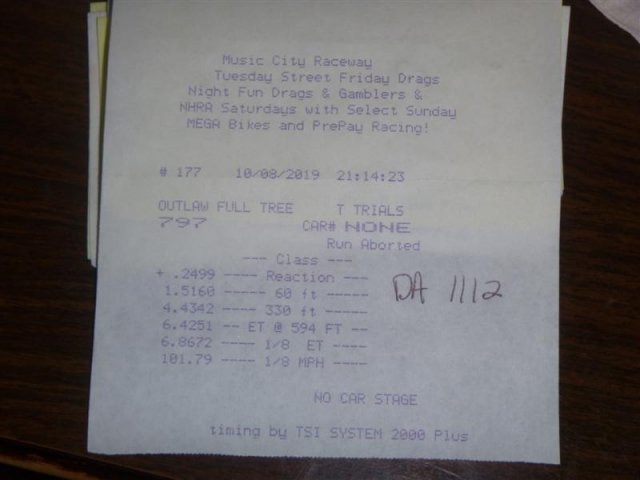 Music City Raceway
Tuesday Street Friday Drags
Night Fun Drags & Gamblers &
NHRA Saturdays with Select Sunday
MEGA Bikes and PrePay Racing!
# 177 10/08/2019 21:14:23
OUTLAW FULL TREE T TRIALS
797 CAR# NONE
Run Aborted
--- Class ---
+ .2499 ---- Reaction ---
1.5160 ---- 60 ft -----
4.4342 ---- 330 ft -----
6.4251 -- ET @ 594 FT --
6.8672 ---- 1/8 ET ----
101.79 ---- 1/8 MPH ----
DA 1112
NO CAR STAGE
timing by TSI SYSTEM 2000 Plus